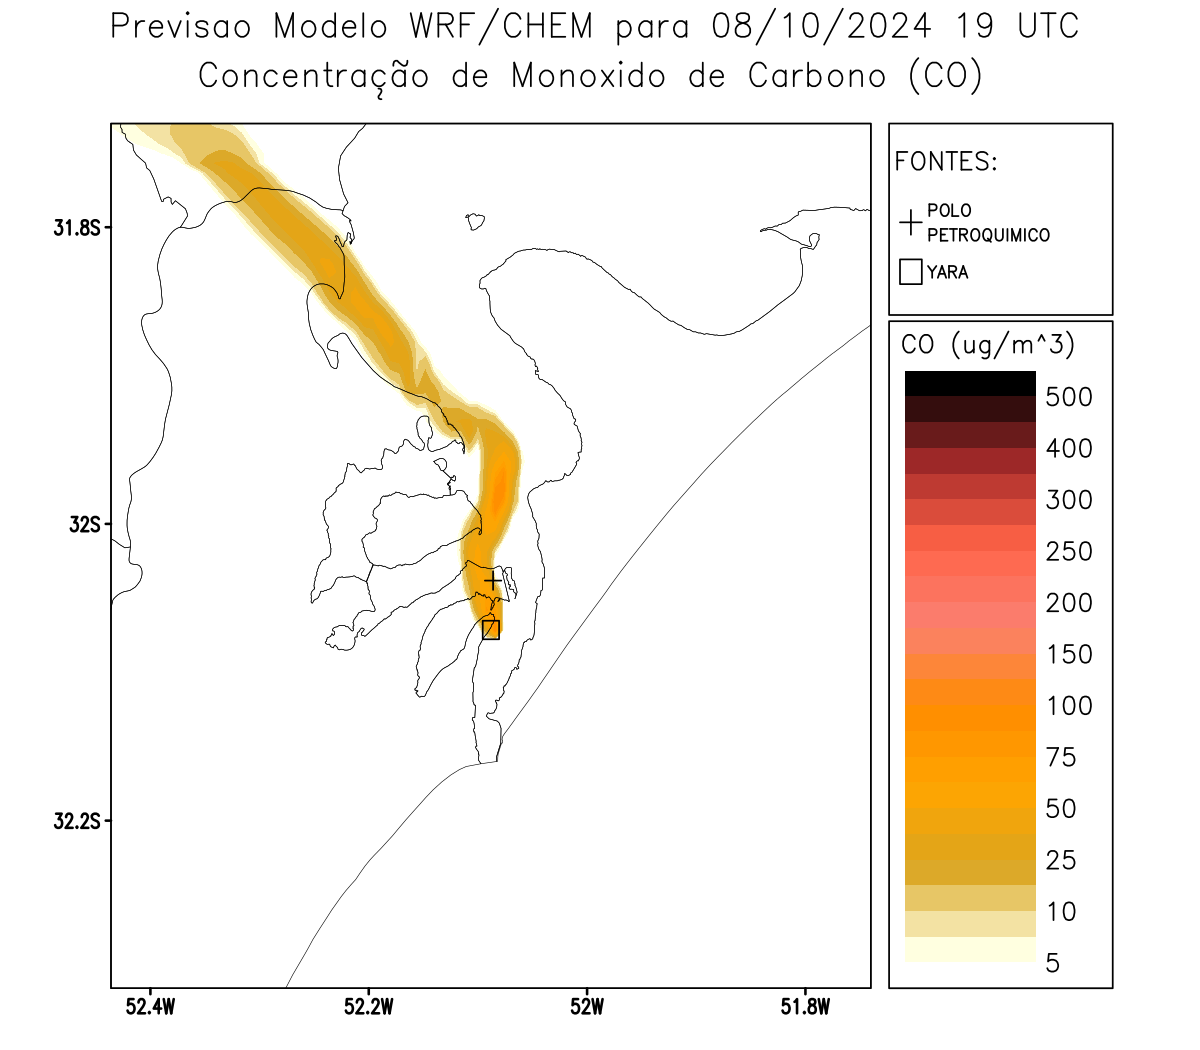 Previsao Modelo WRF/CHEM para 08/10/2024 19 UTC
Concentração de Monoxido de Carbono (CO)
FONTES:
POLO
PETROQUIMICO
YARA
CO (ug/m^3)
500
400
300
250
200
150
100
75
50
25
10
5
31.8S
32S
32.2S
52.4W
52.2W
52W
51.8W